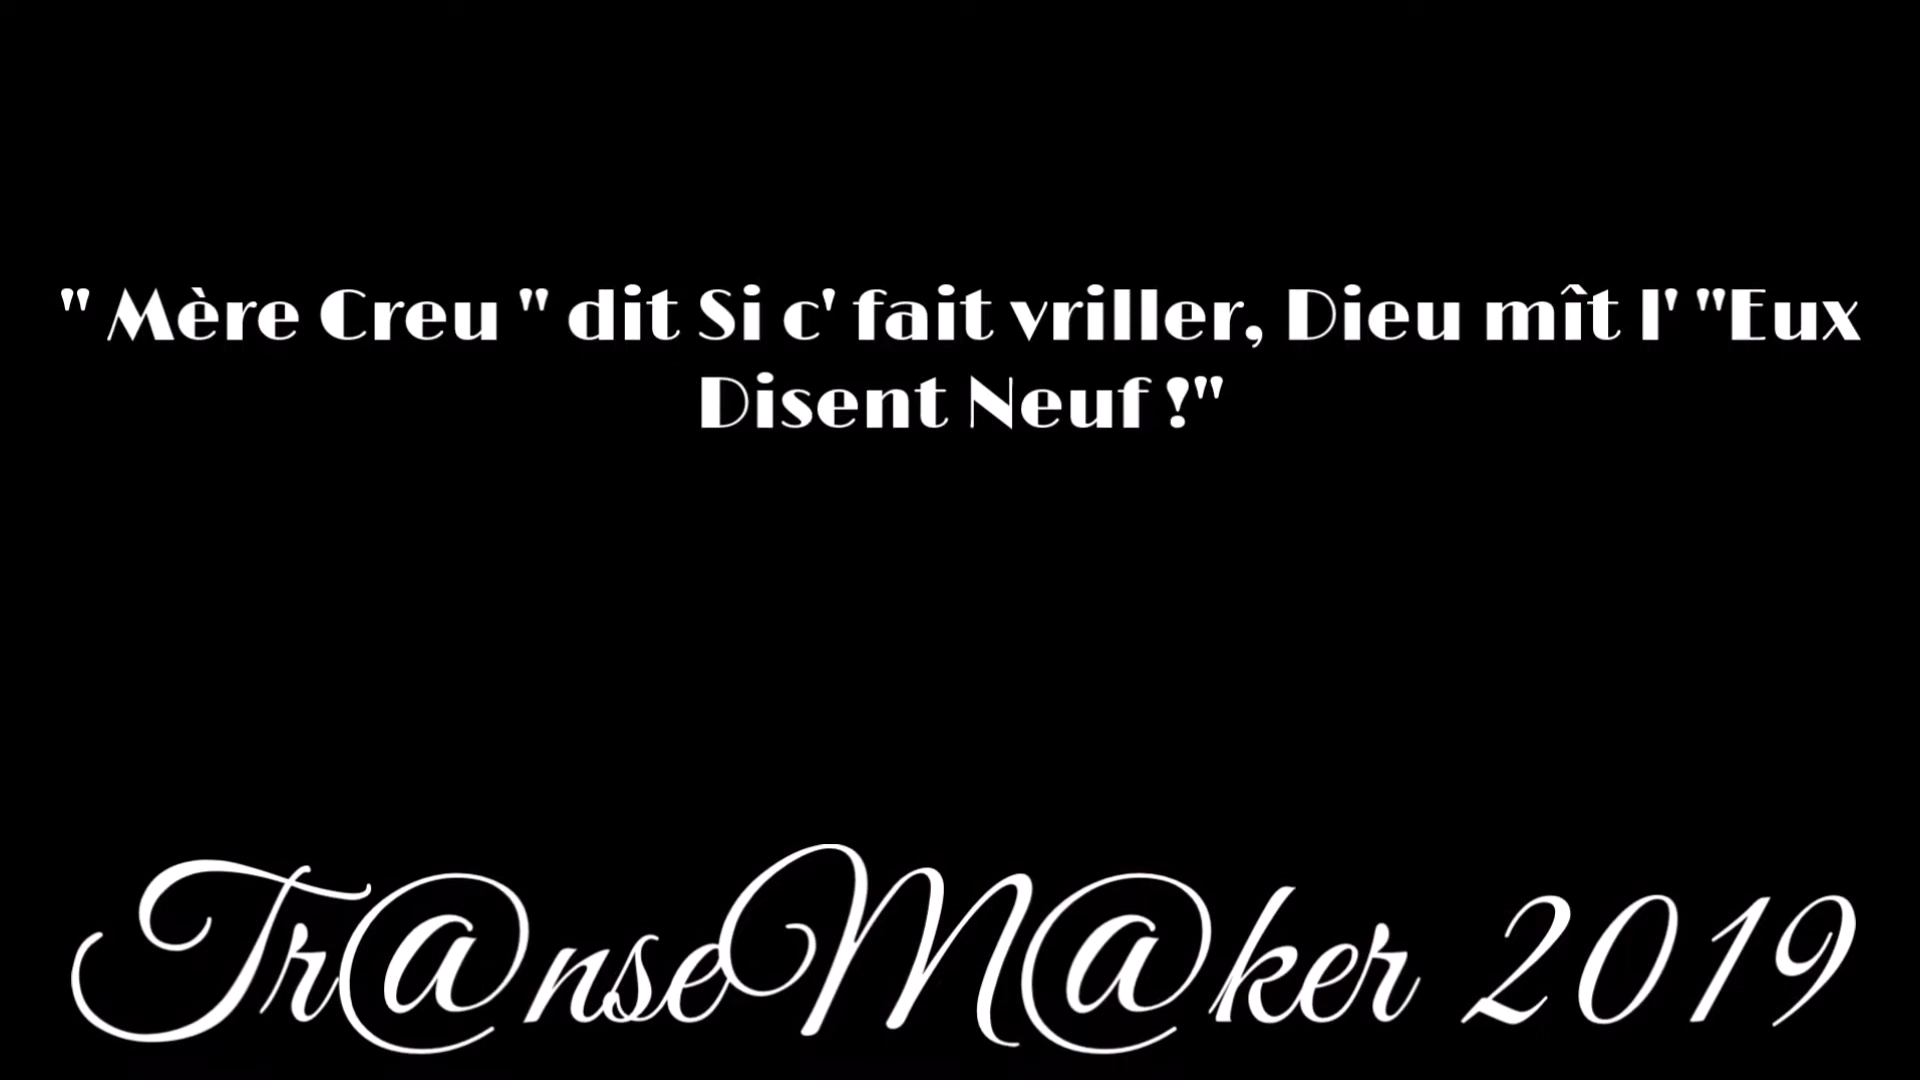 " Mère Creu " dit Si c' fait vriller, Dieu mît l' "Eux
Disent Neuf !"
Tr@nseM@ker 2019